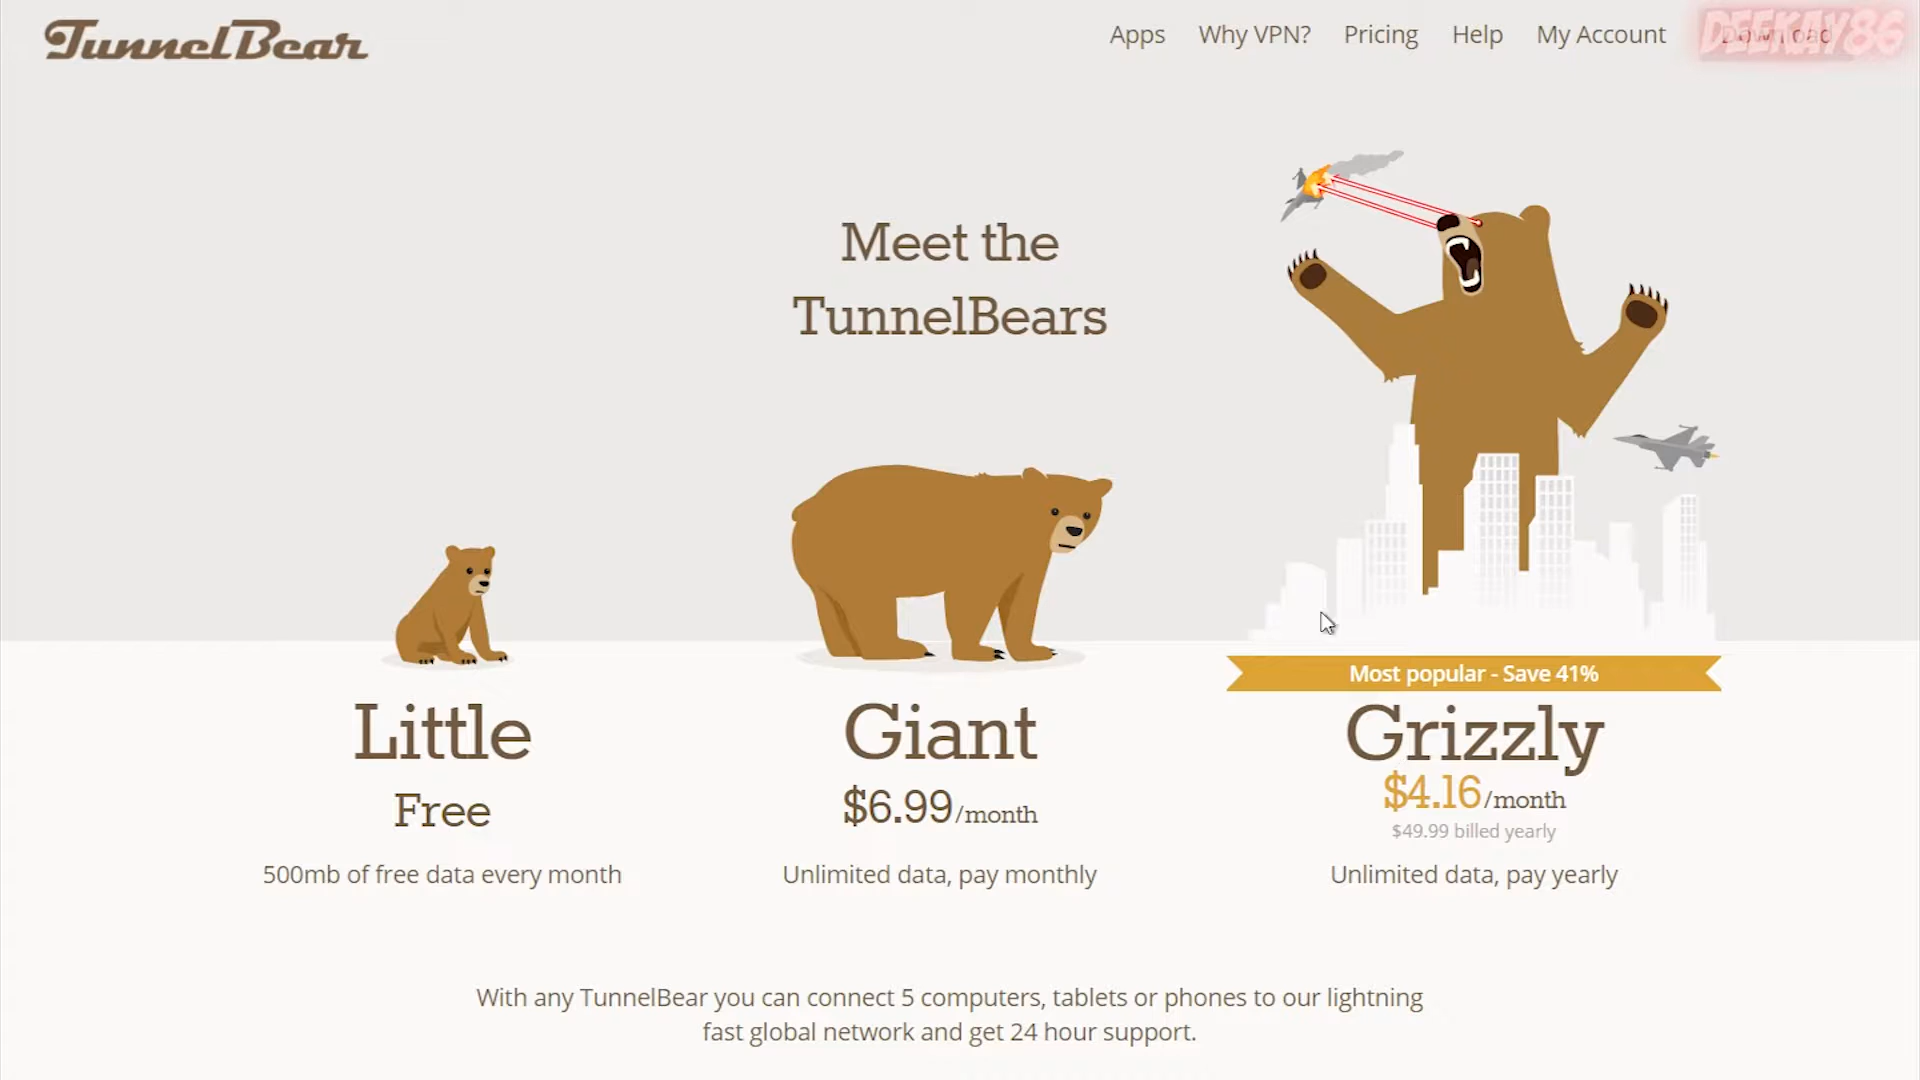 TunnelBear
Apps Why VPN? Pricing Help My Account Download
DEEKAY86
Meet the
TunnelBears
Most popular - Save 41%
Little
Giant
Grizzly
Free
$6.99/month
$4.16/month
$49.99 billed yearly
500mb of free data every month
Unlimited data, pay monthly
Unlimited data, pay yearly
With any TunnelBear you can connect 5 computers, tablets or phones to our lightning
fast global network and get 24 hour support.